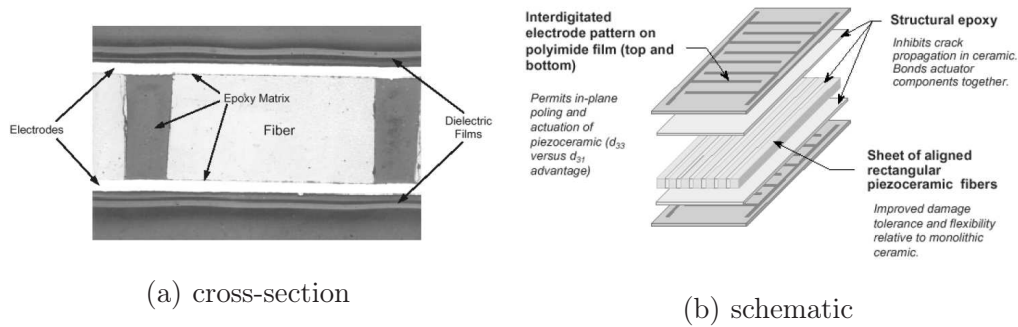 Electrodes
Epoxy Matrix
Fiber
Dielectric
Films
(a) cross-section
Interdigitated
electrode pattern on
polyimide film (top and
bottom)
Permits in-plane
poling and
actuation of
piezoceramic (d33
versus d31
advantage)
Structural epoxy
Inhibits crack
propagation in ceramic.
Bonds actuator
components together.
Sheet of aligned
rectangular
piezoceramic fibers
Improved damage
tolerance and flexibility
relative to monolithic
ceramic.
(b) schematic